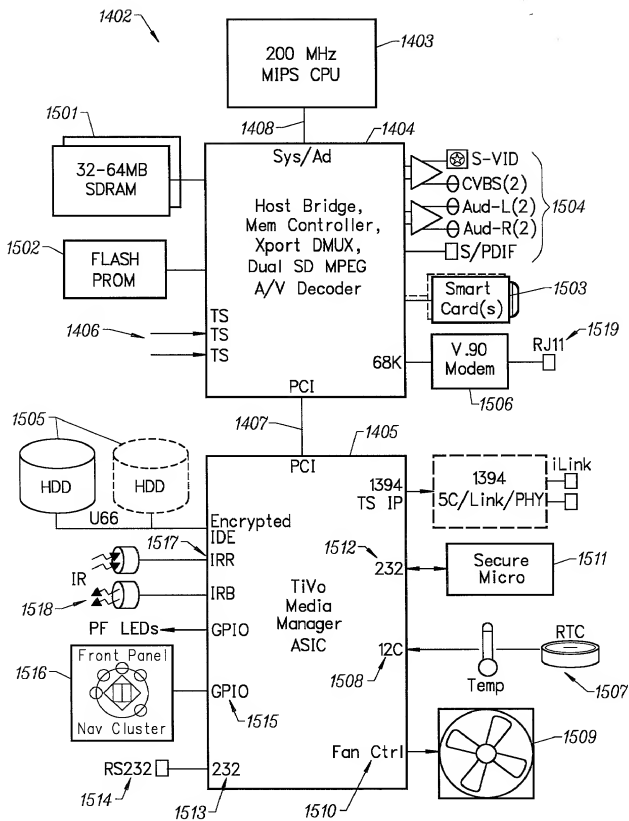 1402
200 MHz
MIPS CPU
1403
1408
1404
1501
32-64MB
SDRAM
Sys/Ad
S-VID
CVBS(2)
Aud-L(2)
Aud-R(2)
S/PDIF
1504
Host Bridge,
Mem Controller,
Xport DMUX,
Dual SD MPEG
A/V Decoder
1502
FLASH
PROM
Smart
Card(s)
1503
TS
TS
TS
1406
68K
V.90
Modem
1506
RJ11
1519
PCI
1407
1405
1505
HDD
HDD
U66
PCI
1394
TS IP
1394
5C/Link/PHY
iLink
Encrypted
IDE
1517
IRR
IR
1518
IRB
1512
232
Secure
Micro
1511
TiVo
Media
Manager
ASIC
PF LEDs
GPIO
12C
1508
Temp
RTC
1507
1516
Front Panel
Nav Cluster
GPIO
1515
Fan Ctrl
1509
RS232
1514
232
1513
1510